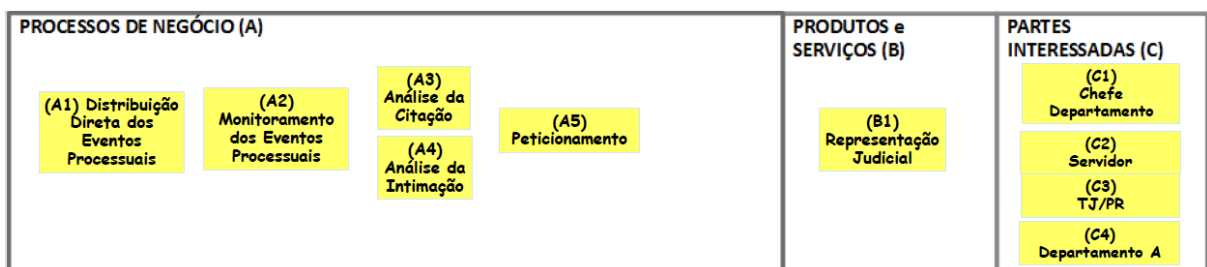 PROCESSOS DE NEGÓCIO (A)
(A1) Distribuição
Direta dos
Eventos
Processuais
(A2)
Monitoramento
dos Eventos
Processuais
(A3)
Análise da
Citação
(A4)
Análise da
Intimação
(A5)
Peticionamento
PRODUTOS e
SERVIÇOS (B)
(B1)
Representação
Judicial
PARTES
INTERESSADAS (C)
(C1)
Chefe
Departamento
(C2)
Servidor
(C3)
TJ/PR
(C4)
Departamento A